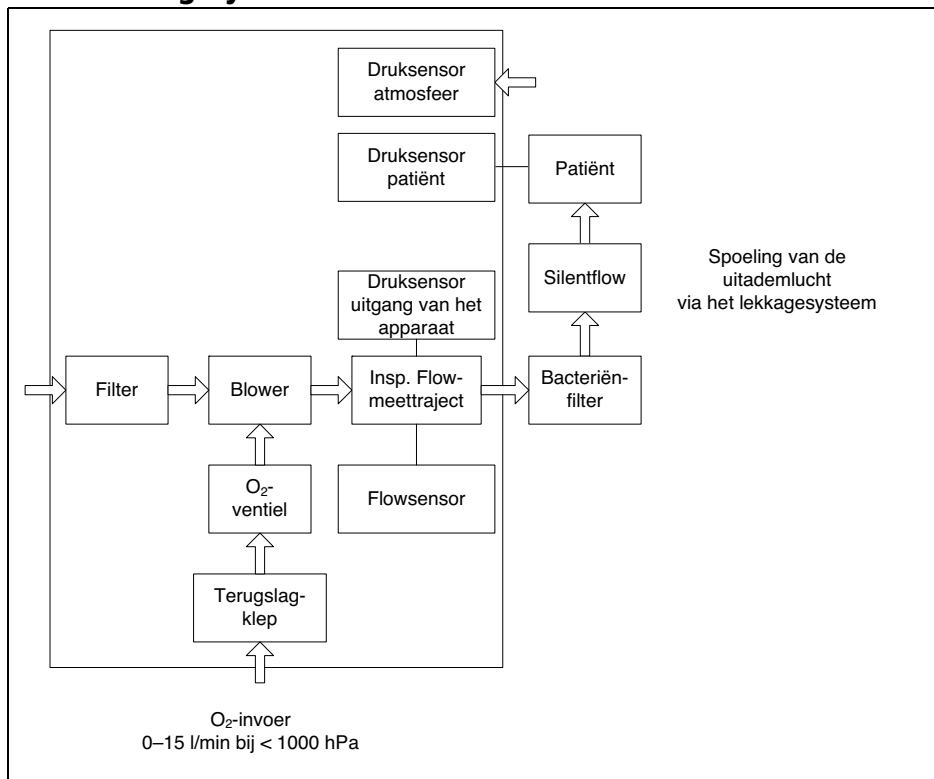 Druksensor
atmosfeer
Druksensor
patiënt
Patiënt
Silentflow
Spoeling van de
uitademlucht
via het lekkagesysteem
Druksensor
uitgang van het
apparaat
Filter
Blower
Insp. Flow-
meettraject
Bacteriën-
filter
O₂-
ventiel
Flowsensor
Terugslag-
klep
O₂-invoer
0–15 l/min bij < 1000 hPa